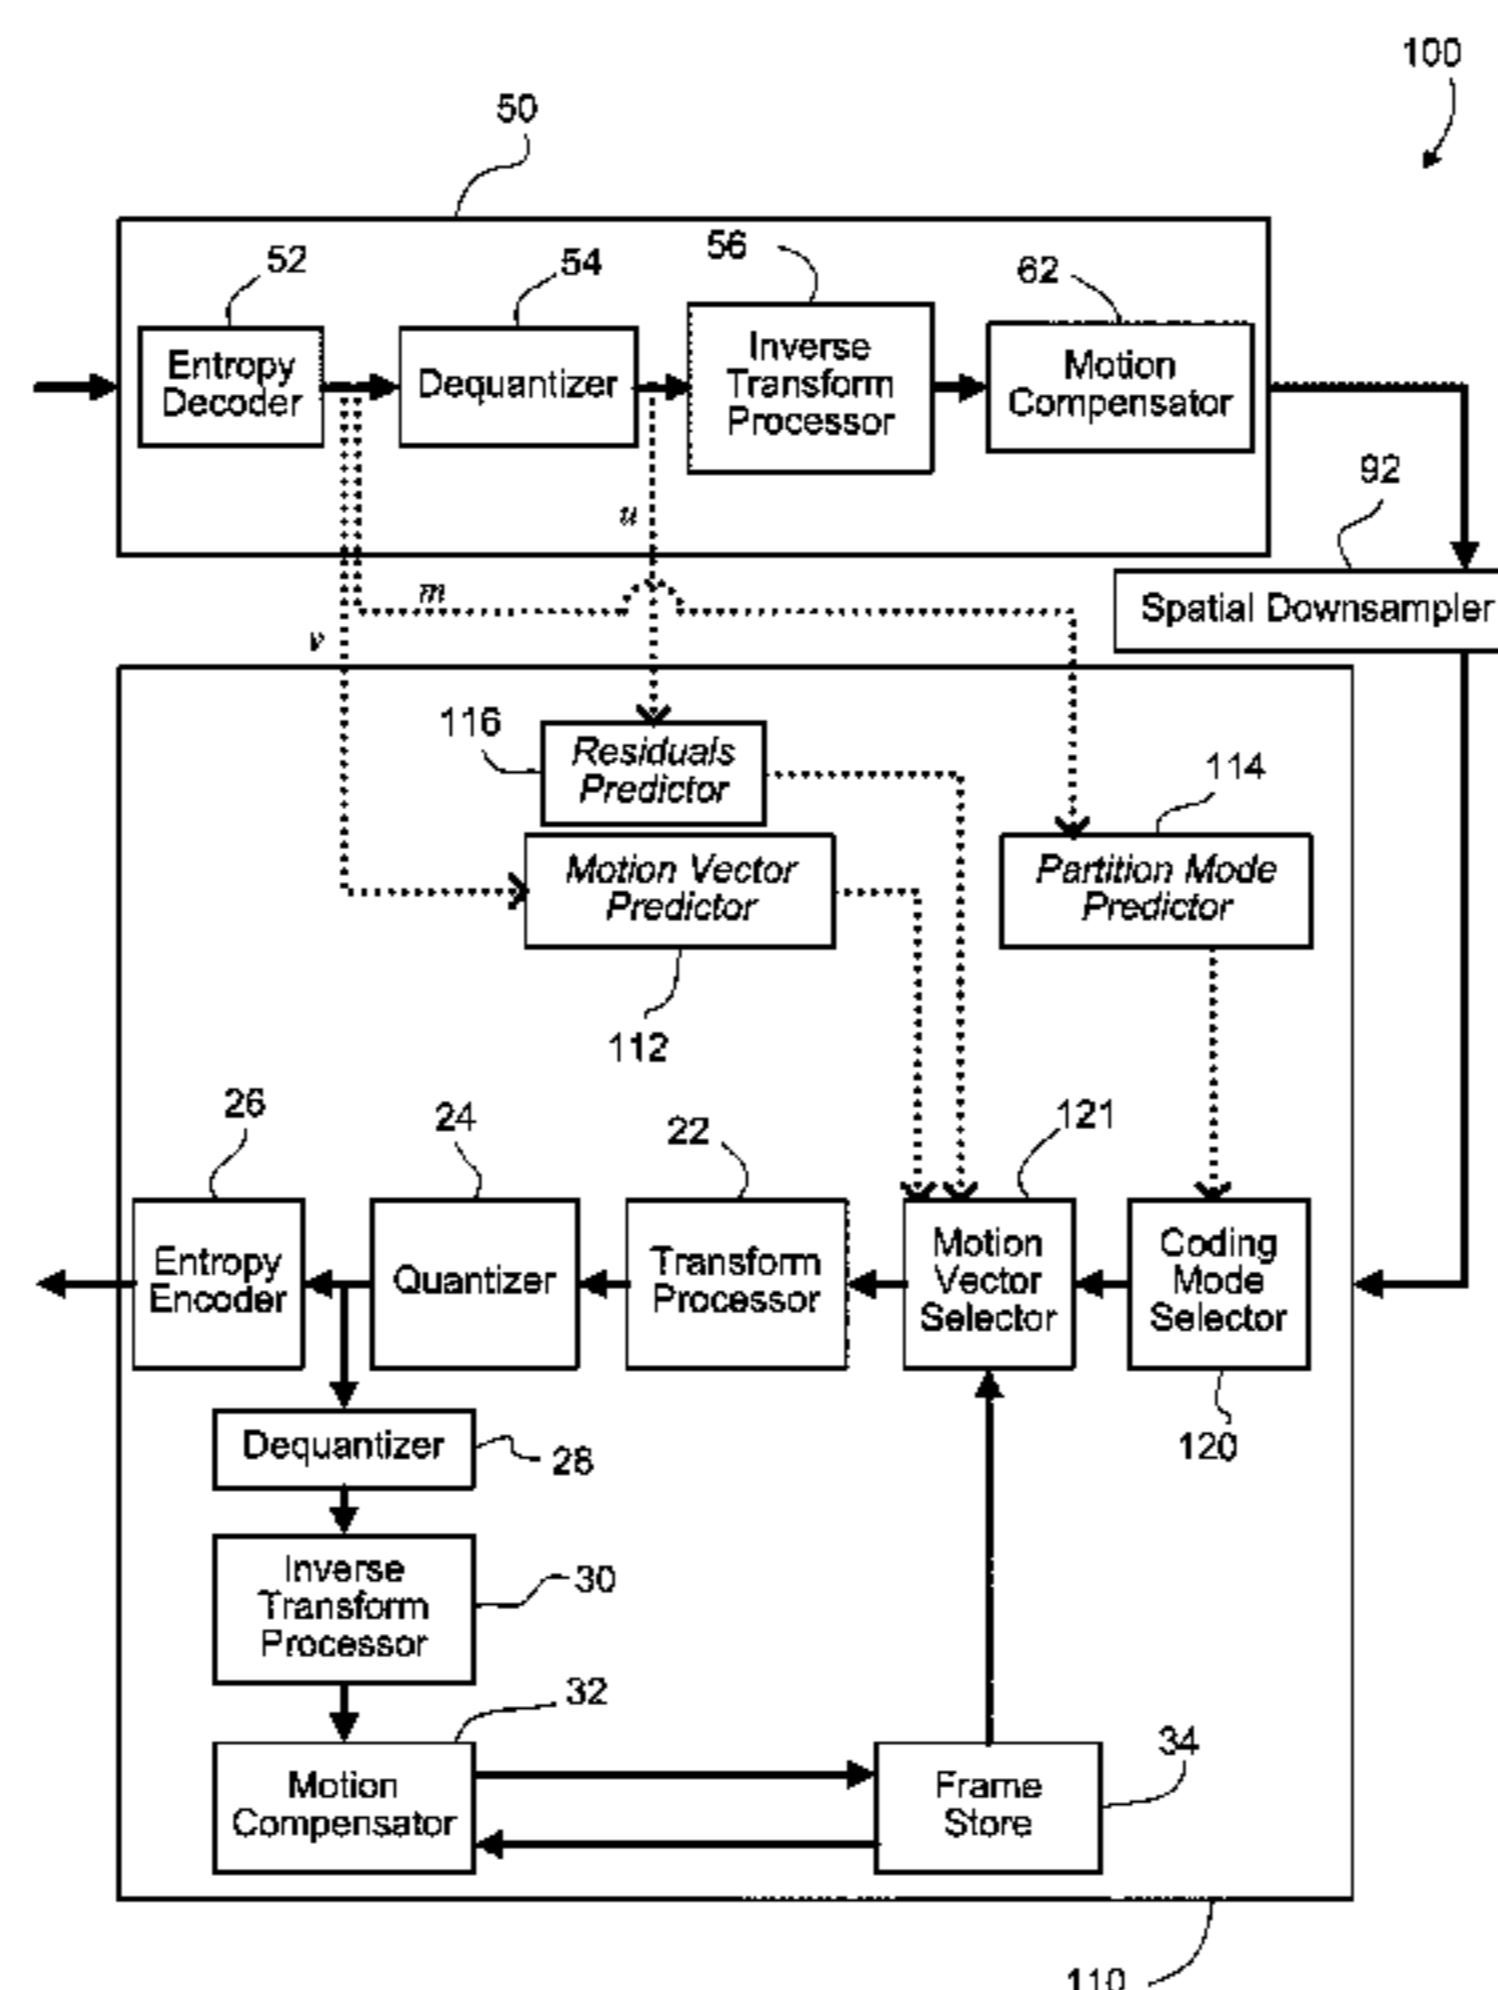 100
50
52
54
56
62
Entropy
Decoder
Dequantizer
Inverse
Transform
Processor
Motion
Compensator
92
u
m
v
Spatial Downsampler
116
Residuals
Predictor
114
Motion Vector
Predictor
Partition Mode
Predictor
112
26
24
22
121
Entropy
Encoder
Quantizer
Transform
Processor
Motion
Vector
Selector
Coding
Mode
Selector
120
Dequantizer
28
Inverse
Transform
Processor
30
32
Motion
Compensator
Frame
Store
34
110